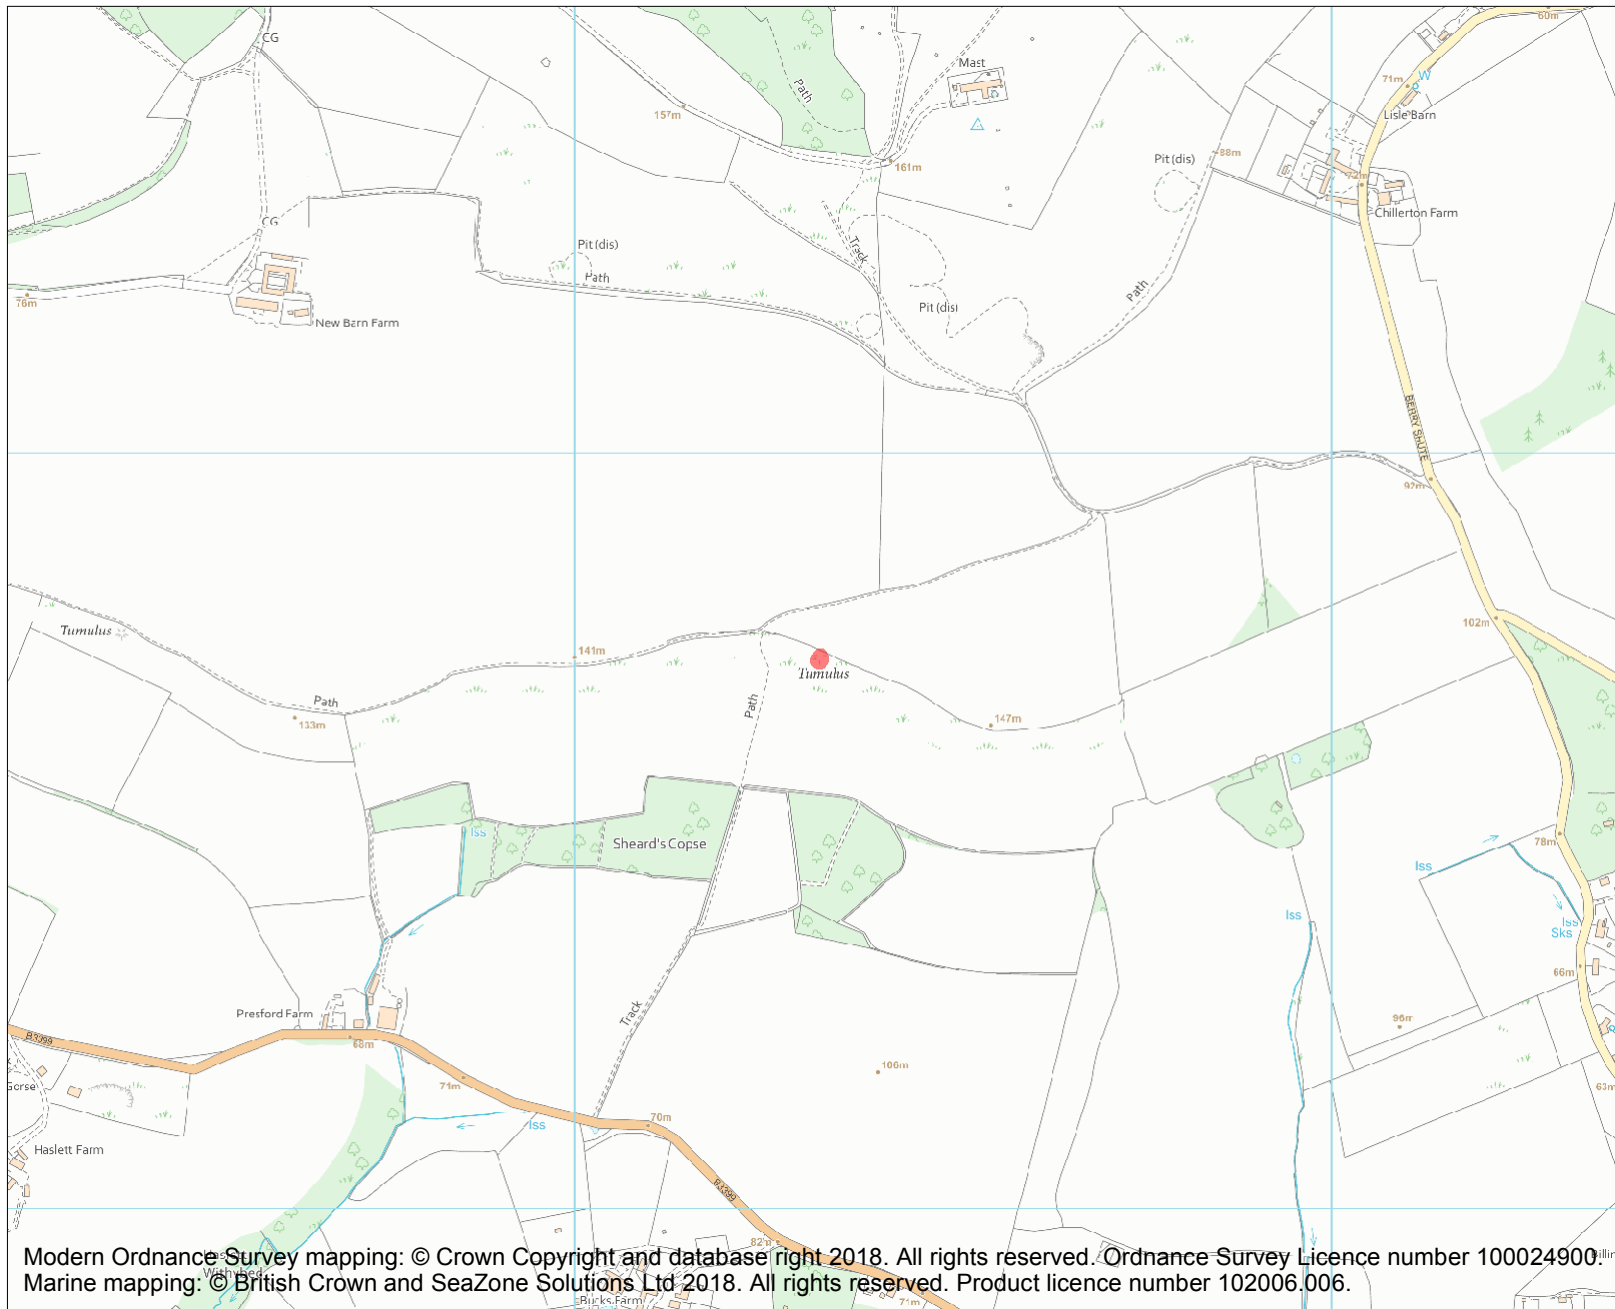 60m
CG
Mast
71m
W
Path
157m
Lisle Barn
Pit (dis)
88m
161m
72m
Chillerton Farm
CG
Track
Pit (dis)
Path
Path
76m
Pit (dis)
New Barn Farm
BERRY SHUTE
92m
102m
Tumulus
141m
Tumulus
Path
Path
133m
147m
Iss
Sheard's Copse
78m
Iss
Iss
Iss
Sks
66m
Presford Farm
Track
96m
B3399
68m
106m
71m
Gorse
63m
70m
Iss
Haslett Farm
B3399
82m
Modern Ordnance Survey mapping: © Crown Copyright and database right 2018. All rights reserved. Ordnance Survey Licence number 100024900.
Withybed
Marine mapping: © British Crown and SeaZone Solutions Ltd 2018. All rights reserved. Product licence number 102006.006.
Bucks Farm
71m